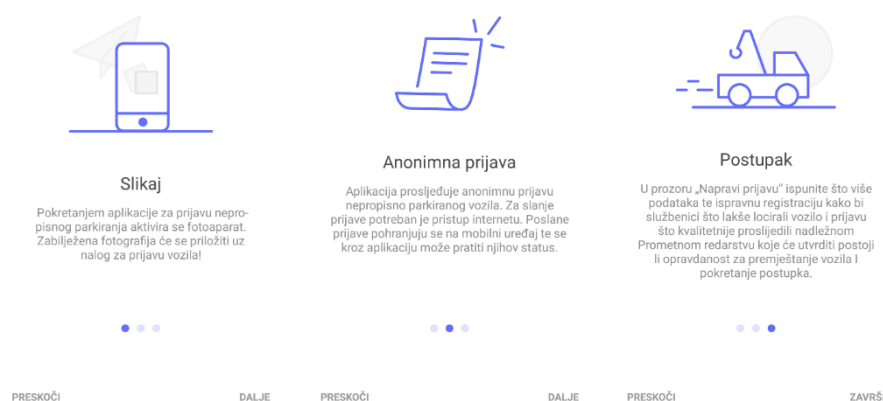 Slikaj
Pokretanjem aplikacije za prijavu nepro-
pisnog parkiranja aktivira se fotoaparat.
Zabilježena fotografija će se priložiti uz
nalog za prijavu vozila!
PRESKOČI
DALJE
Anonimna prijava
Aplikacija prosljeđuje anonimnu prijavu
nepropisno parkiranog vozila. Za slanje
prijave potreban je pristup internetu. Poslane
prijave pohranjuju se na mobilni uređaj te se
kroz aplikaciju može pratiti njihov status.
PRESKOČI
DALJE
Postupak
U prozoru „Napravi prijavu“ ispunite što više
podataka te ispravnu registraciju kako bi
službenici što lakše locirali vozilo i prijavu
što kvalitetnije proslijedili nadležnom
Prometnom redarstvu koje će utvrditi postoji
li opravdanost za premještanje vozila I
pokretanje postupka.
PRESKOČI
ZAVRŠ